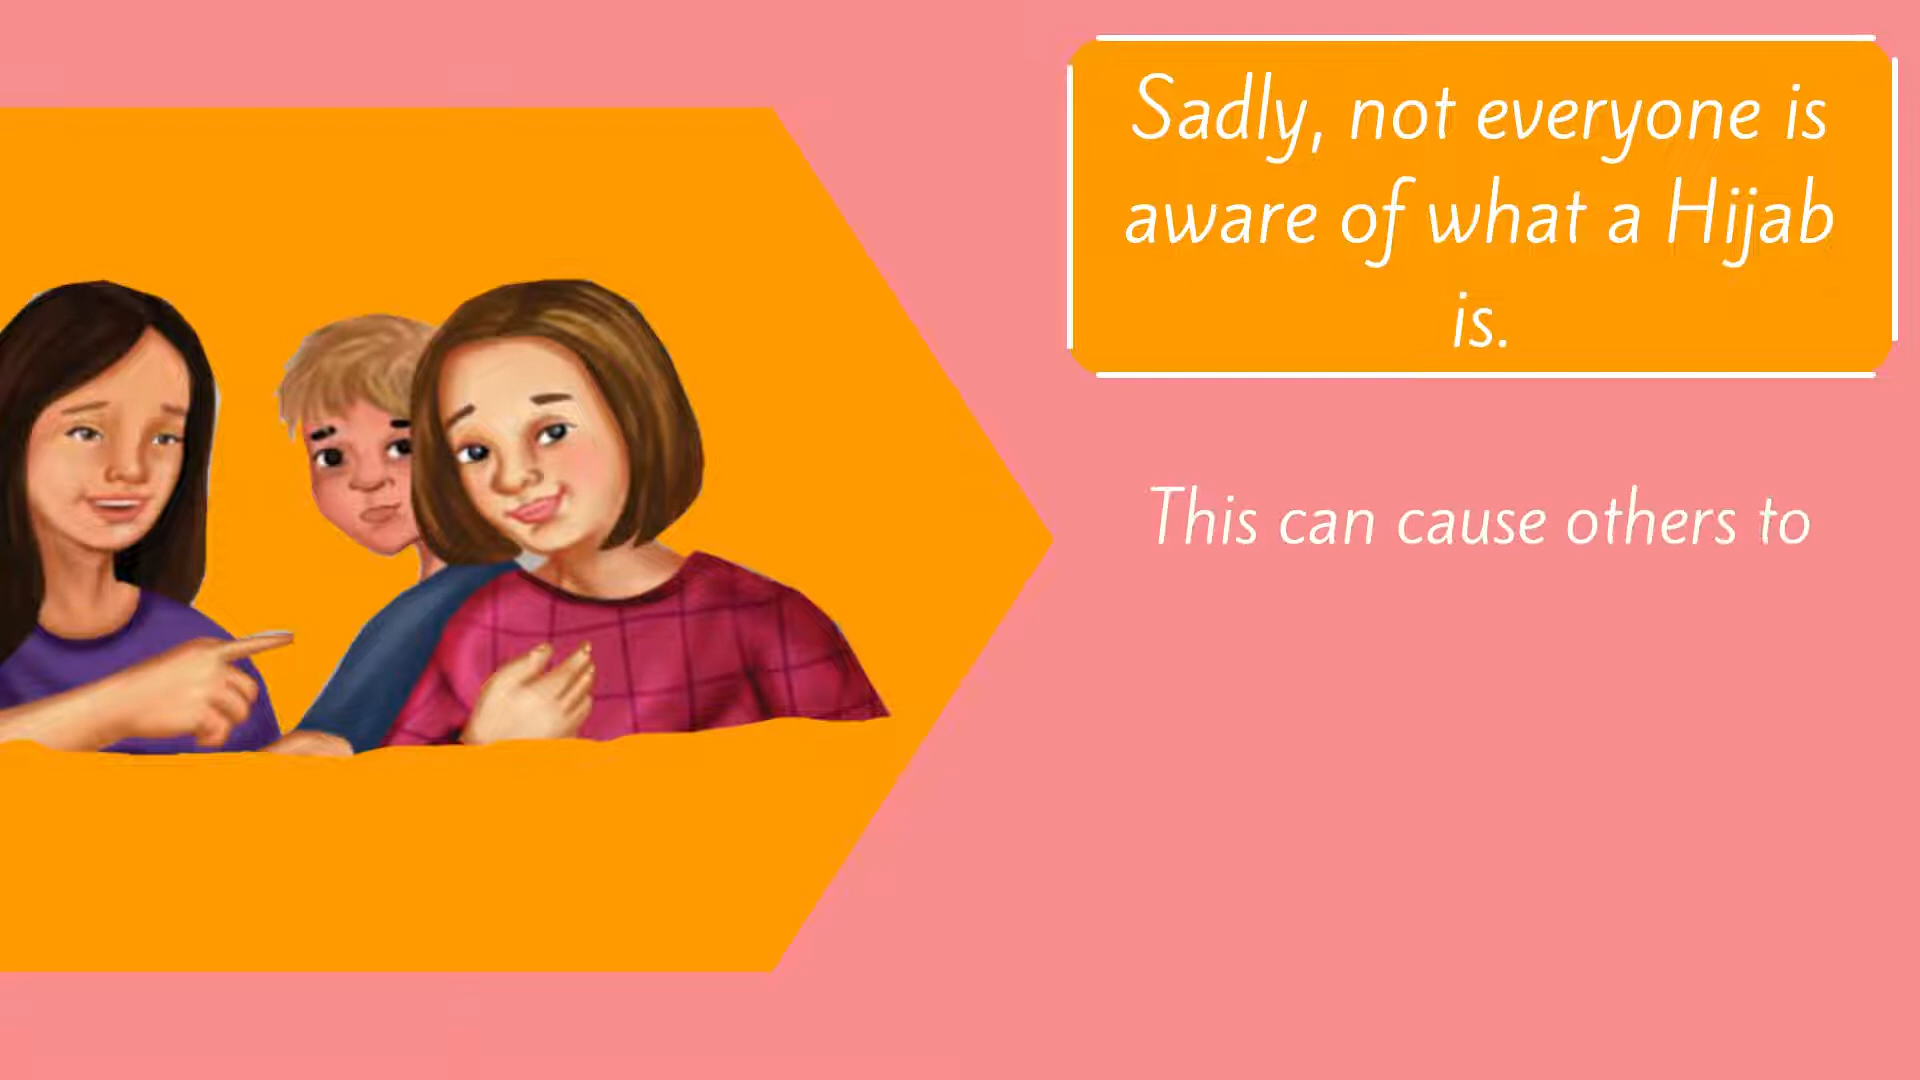 Sadly, not everyone is
aware of what a Hijab
is.
This can cause others to